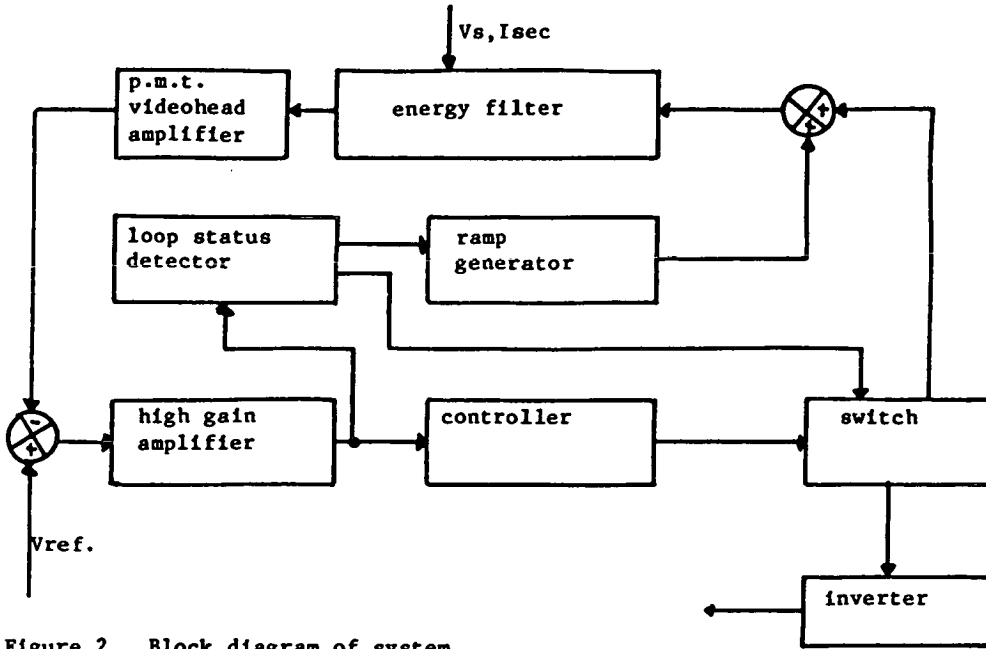 Vs,Isec
p.m.t.
videohead
amplifier
energy filter
+
+
loop status
detector
ramp
generator
-
+
high gain
amplifier
controller
switch
Vref.
inverter
Figure 2   Block diagram of system